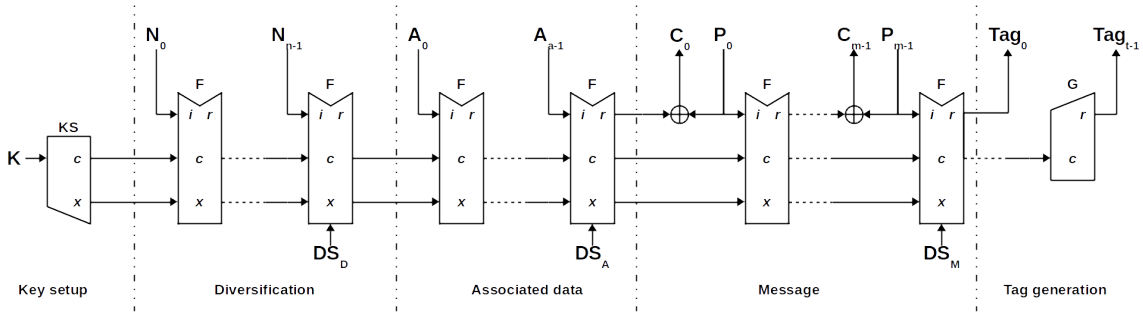 N0 Nn-1 A0 Aa-1 C0 P0 Cm-1 Pm-1 Tag0 Tagt-1
F F F F F F G
KS
i r i r i r i r i r i r r
K c c c c c c c c
x x x x x x x
DSD DSA DSM
Key setup Diversification Associated data Message Tag generation